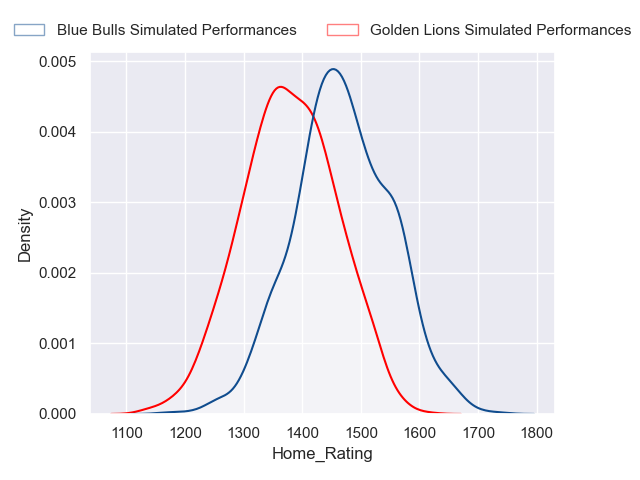 Blue Bulls Simulated Performances Golden Lions Simulated Performances
0.005
0.004
0.003
0.002
0.001
0.000
Density
1100 1200 1300 1400 1500 1600 1700 1800
Home_Rating